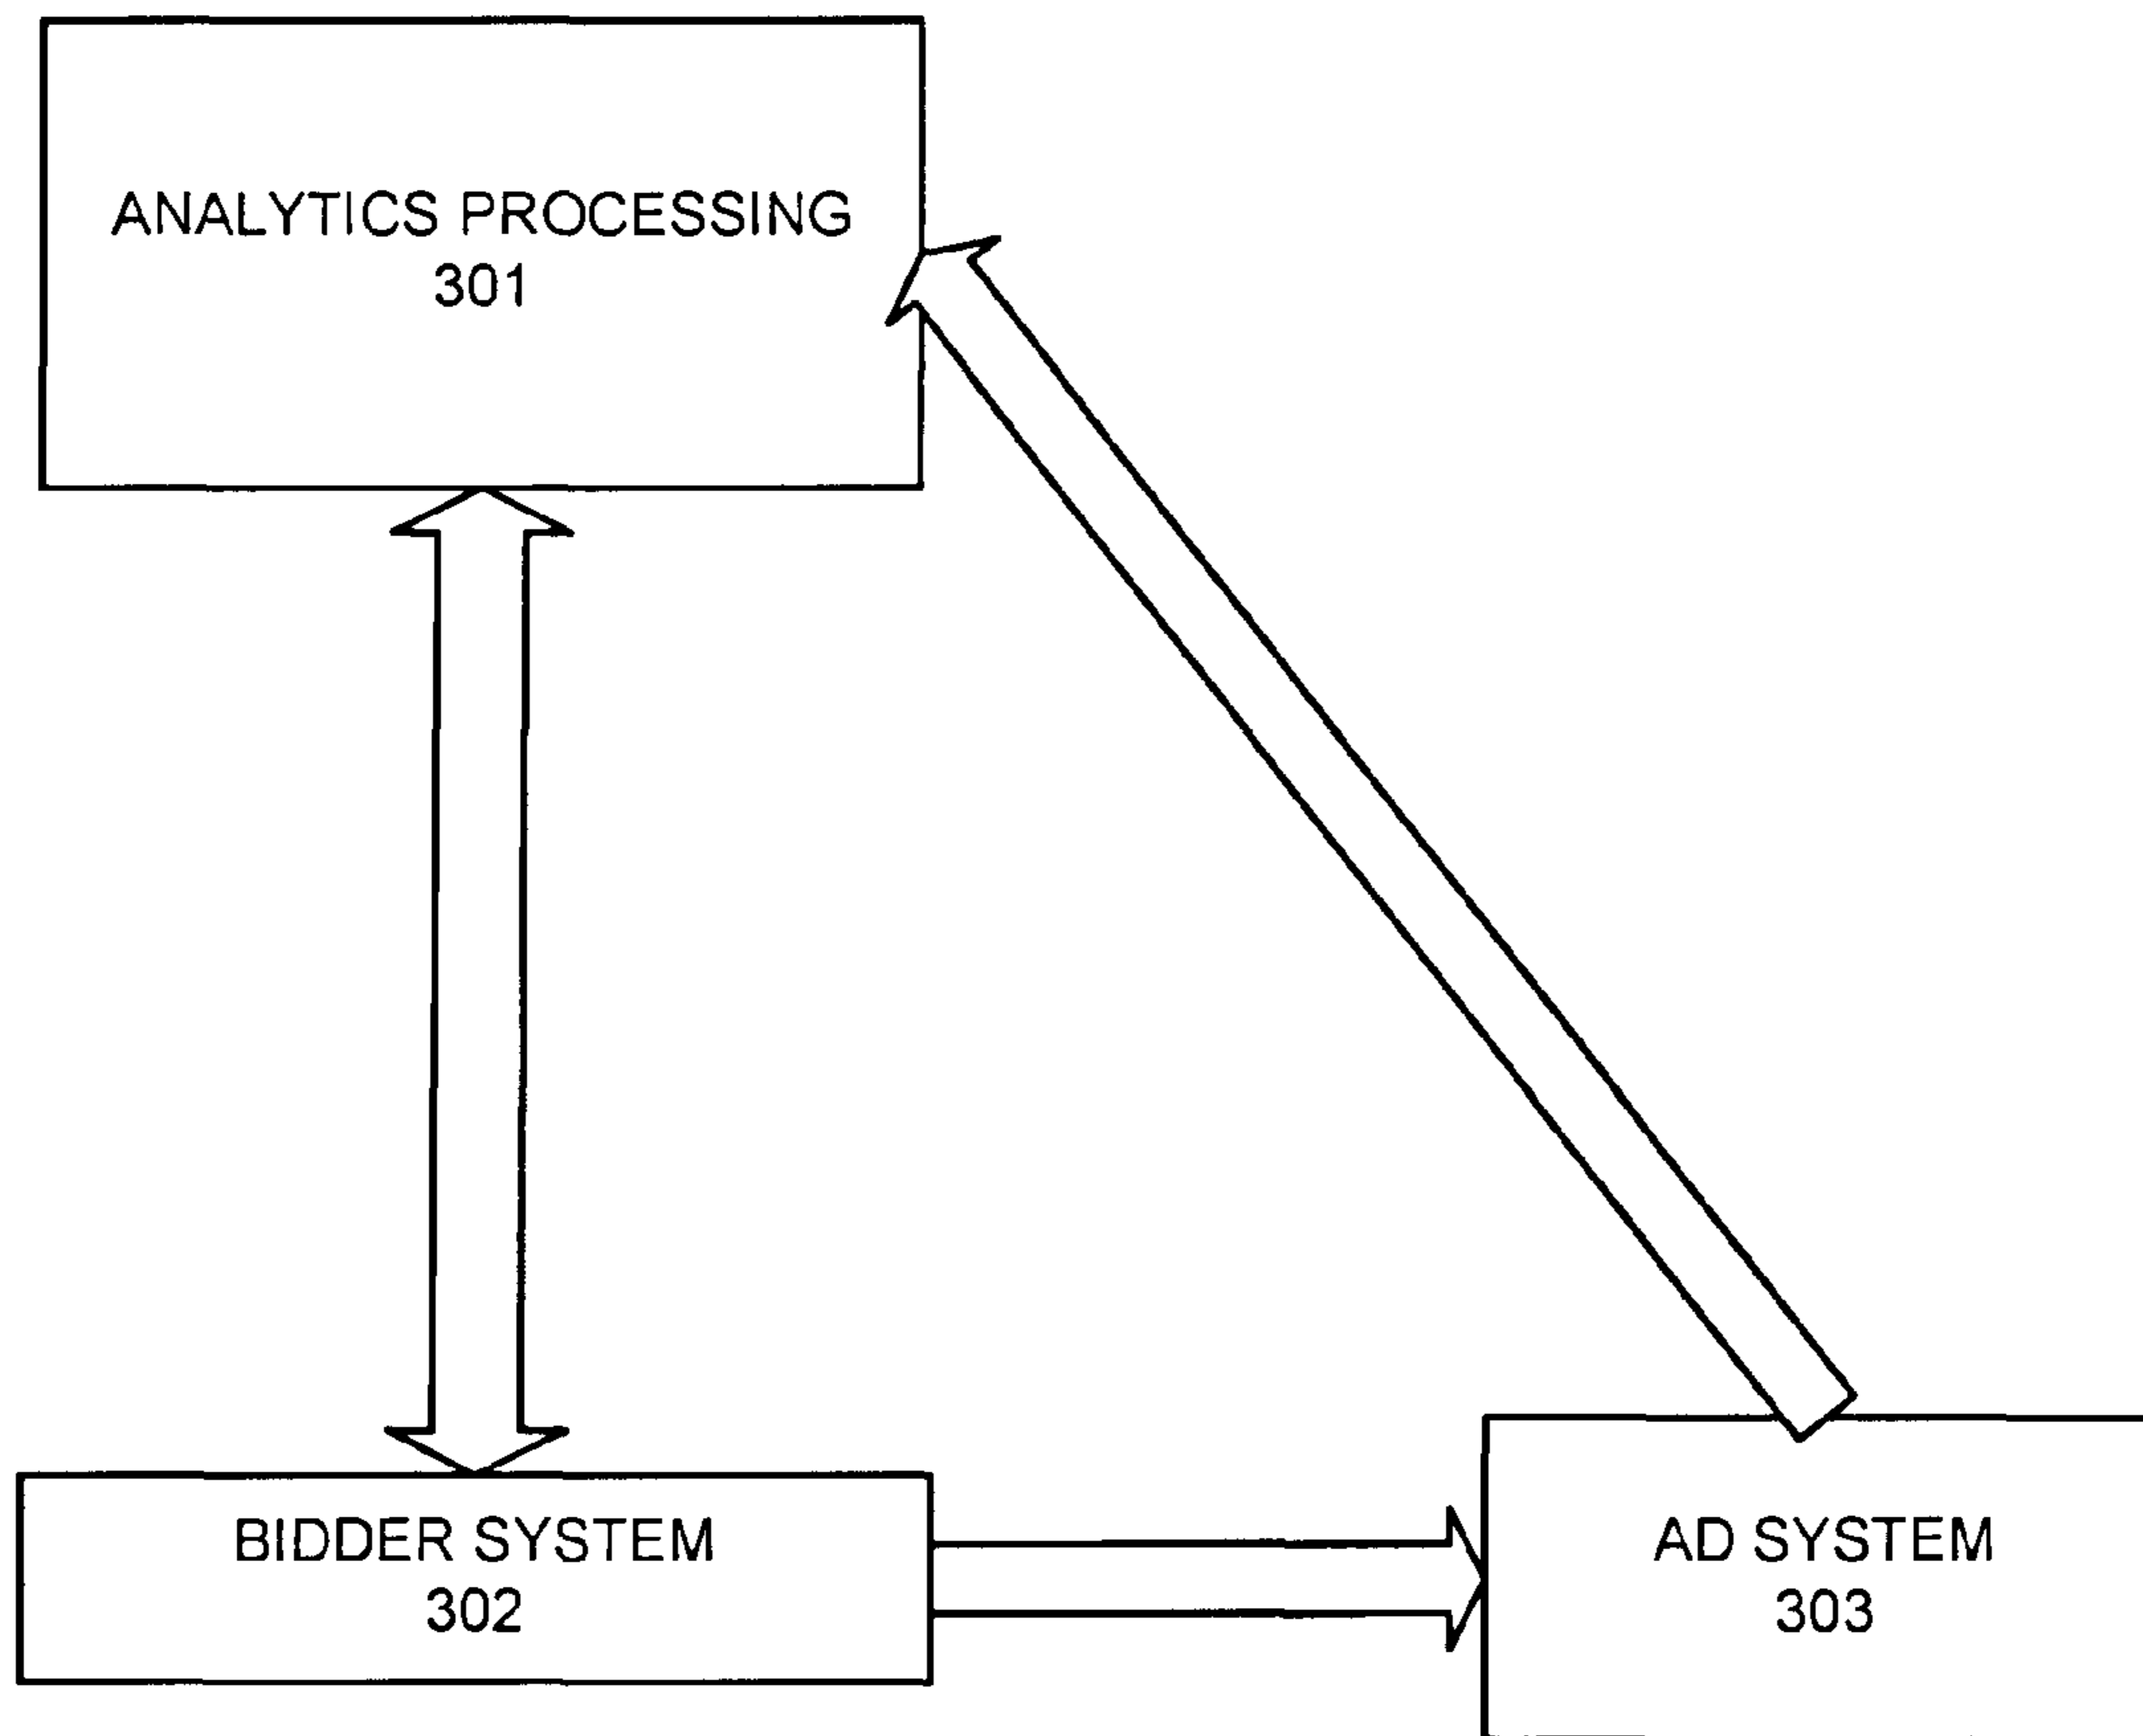 ANALYTICS PROCESSING
301
BIDDER SYSTEM
302
AD SYSTEM
303